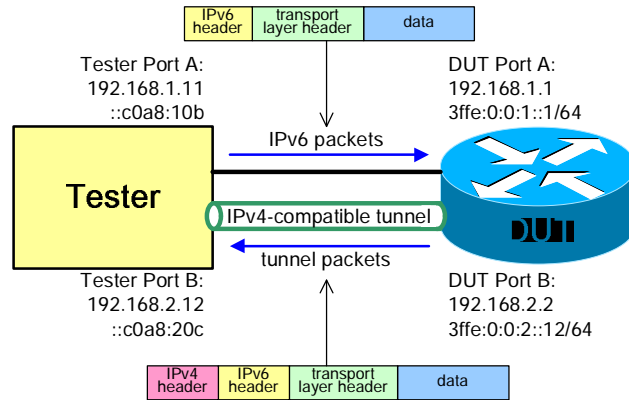 IPv6 header
transport layer header
data
Tester Port A:
192.168.1.11
::c0a8:10b
DUT Port A:
192.168.1.1
3ffe:0:0:1::1/64
IPv6 packets
Tester
IPv4-compatible tunnel
DUT
tunnel packets
Tester Port B:
192.168.2.12
::c0a8:20c
DUT Port B:
192.168.2.2
3ffe:0:0:2::12/64
IPv4 header
IPv6 header
transport layer header
data